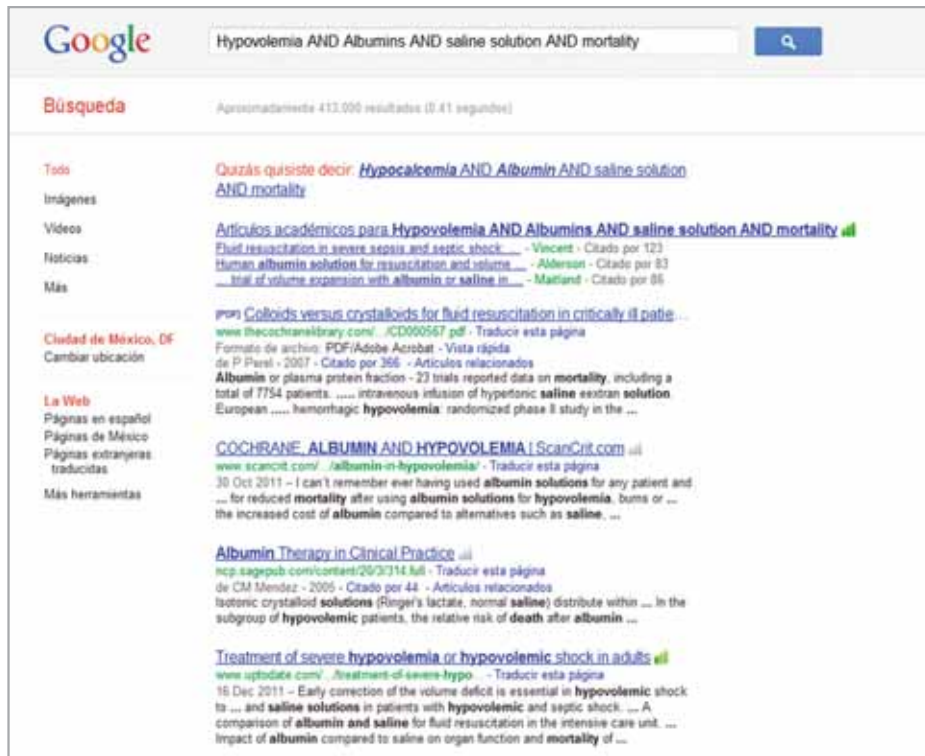 Google
Hypovolemia AND Albumins AND saline solution AND mortality
Búsqueda
Aproximadamente 413.000 resultados (0.41 segundos)
Todo
Imágenes
Vídeos
Noticias
Más
Ciudad de México, DF
Cambiar ubicación
La Web
Páginas en español
Páginas de México
Páginas extranjeras
traducidas
Más herramientas
Quizás quisiste decir: Hypocalcemia AND Albumin AND saline solution
AND mortality
Artículos académicos para Hypovolemia AND Albumins AND saline solution AND mortality
Fluid resuscitation in severe sepsis and septic shock: ... - Vincent - Citado por 123
Human albumin solution for resuscitation and volume ... - Alderson - Citado por 83
... trial of volume expansion with albumin or saline in ... - Maitland - Citado por 86
[PDF] Colloids versus crystalloids for fluid resuscitation in critically ill patie...
www.thecochranelibrary.com/.../CD000567.pdf - Traducir esta página
Formato de archivo: PDF/Adobe Acrobat - Vista rápida
de P Perel - 2007 - Citado por 366 - Artículos relacionados
Albumin or plasma protein fraction - 23 trials reported data on mortality, including a
total of 7754 patients. ..... intravenous infusion of hypertonic saline eextran solution.
European ..... hemorrhagic hypovolemia: randomized phase II study in the ...
COCHRANE, ALBUMIN AND HYPOVOLEMIA | ScanCrit.com
www.scancrit.com/.../albumin-in-hypovolemia/ - Traducir esta página
30 Oct 2011 – I can't remember ever having used albumin solutions for any patient and
... for reduced mortality after using albumin solutions for hypovolemia, burns or ...
the increased cost of albumin compared to alternatives such as saline, ...
Albumin Therapy in Clinical Practice
ncp.sagepub.com/content/20/3/314.full - Traducir esta página
de CM Mendez - 2005 - Citado por 44 - Artículos relacionados
Isotonic crystalloid solutions (Ringer's lactate, normal saline) distribute within ... In the
subgroup of hypovolemic patients, the relative risk of death after albumin ...
Treatment of severe hypovolemia or hypovolemic shock in adults
www.uptodate.com/.../treatment-of-severe-hypo... - Traducir esta página
16 Dec 2011 – Early correction of the volume deficit is essential in hypovolemic shock
to ... and saline solutions in patients with hypovolemic and septic shock. ... A
comparison of albumin and saline for fluid resuscitation in the intensive care unit. ...
Impact of albumin compared to saline on organ function and mortality of ...